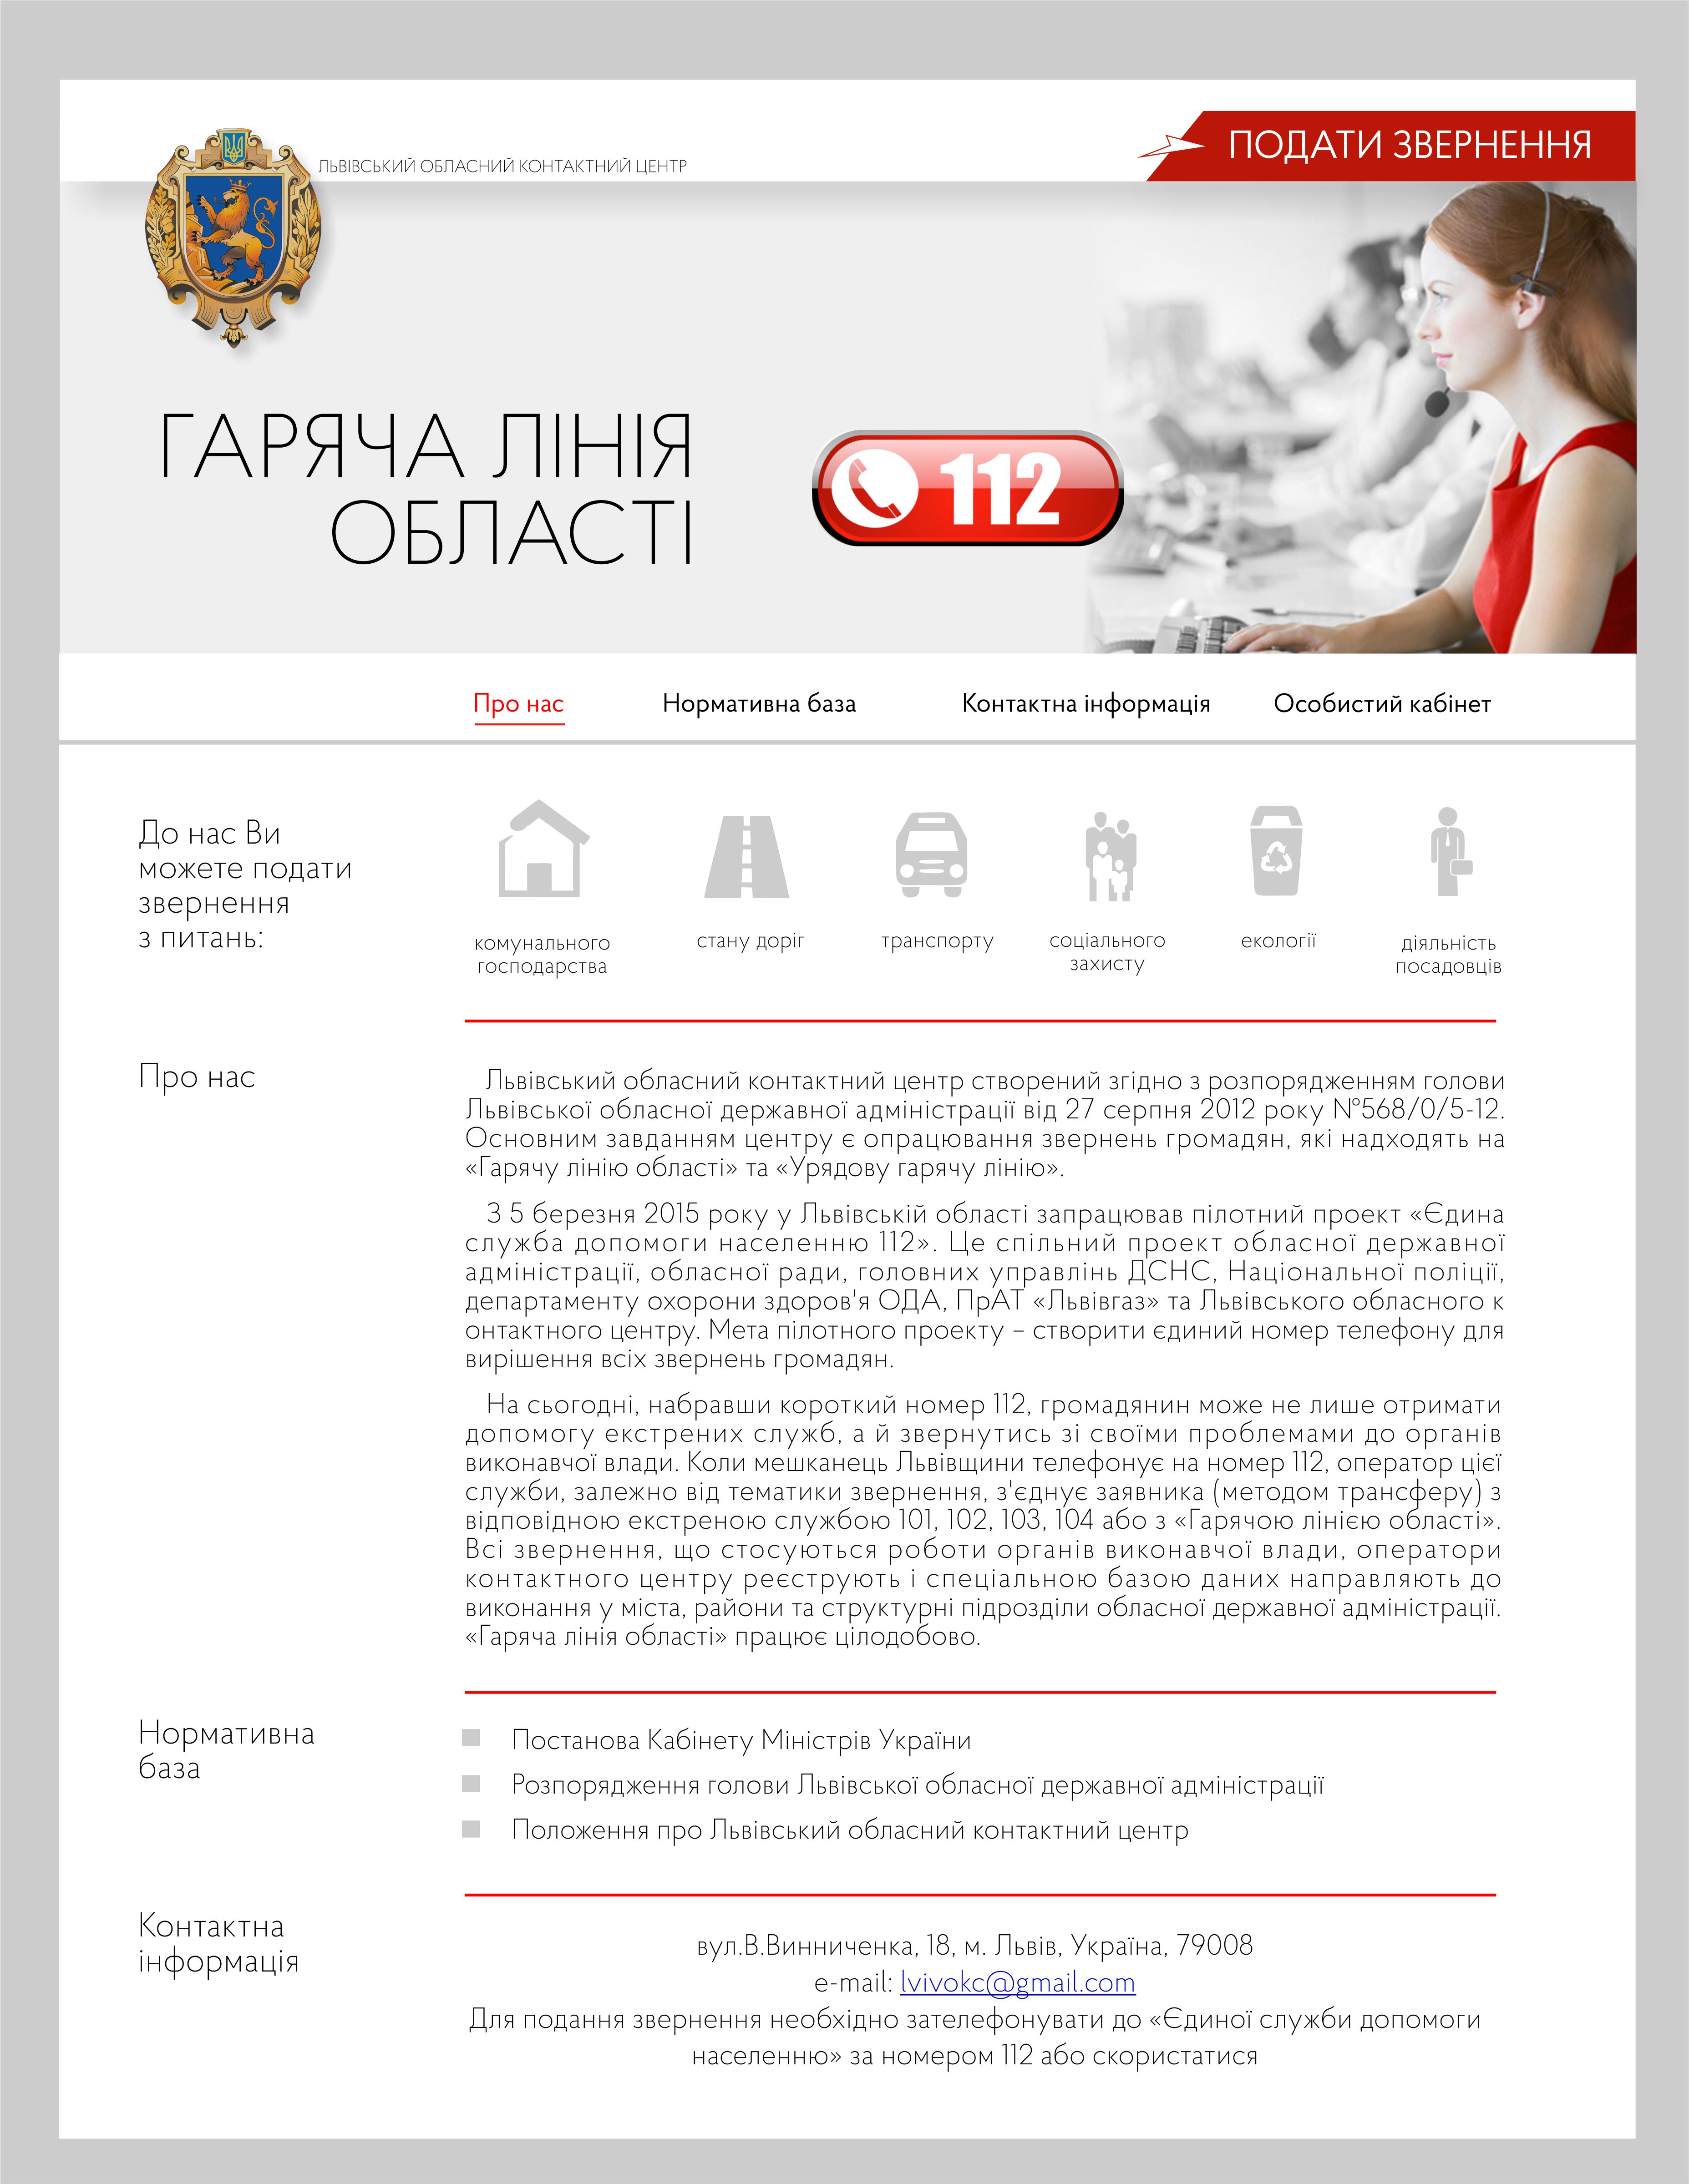 ЛЬВІВСЬКИЙ ОБЛАСНИЙ КОНТАКТНИЙ ЦЕНТР
ПОДАТИ ЗВЕРНЕННЯ
ГАРЯЧА ЛІНІЯ
ОБЛАСТІ
112
Про нас
Нормативна база
Контактна інформація
Особистий кабінет
До нас Ви
можете подати
звернення
з питань:
комунального
господарства
стану доріг
транспорту
соціального
захисту
екології
діяльність
посадовців
Про нас
Львівський обласний контактний центр створений згідно з розпорядженням голови
Львівської обласної державної адміністрації від 27 серпня 2012 року №568/0/5-12.
Основним завданням центру є опрацювання звернень громадян, які надходять на
«Гарячу лінію області» та «Урядову гарячу лінію».
З 5 березня 2015 року у Львівській області запрацював пілотний проект «Єдина
служба допомоги населенню 112». Це спільний проект обласної державної
адміністрації, обласної ради, головних управлінь ДСНС, Національної поліції,
департаменту охорони здоров'я ОДА, ПрАТ «Львівгаз» та Львівського обласного к
онтактного центру. Мета пілотного проекту – створити єдиний номер телефону для
вирішення всіх звернень громадян.
На сьогодні, набравши короткий номер 112, громадянин може не лише отримати
допомогу екстрених служб, а й звернутись зі своїми проблемами до органів
виконавчої влади. Коли мешканець Львівщини телефонує на номер 112, оператор цієї
служби, залежно від тематики звернення, з'єднує заявника (методом трансферу) з
відповідною екстреною службою 101, 102, 103, 104 або з «Гарячою лінією області».
Всі звернення, що стосуються роботи органів виконавчої влади, оператори
контактного центру реєструють і спеціальною базою даних направляють до
виконання у міста, райони та структурні підрозділи обласної державної адміністрації.
«Гаряча лінія області» працює цілодобово.
Нормативна
база
Постанова Кабінету Міністрів України
Розпорядження голови Львівської обласної державної адміністрації
Положення про Львівський обласний контактний центр
Контактна
інформація
вул.В.Винниченка, 18, м. Львів, Україна, 79008
e-mail: lvivokc@gmail.com
Для подання звернення необхідно зателефонувати до «Єдиної служби допомоги
населенню» за номером 112 або скористатися